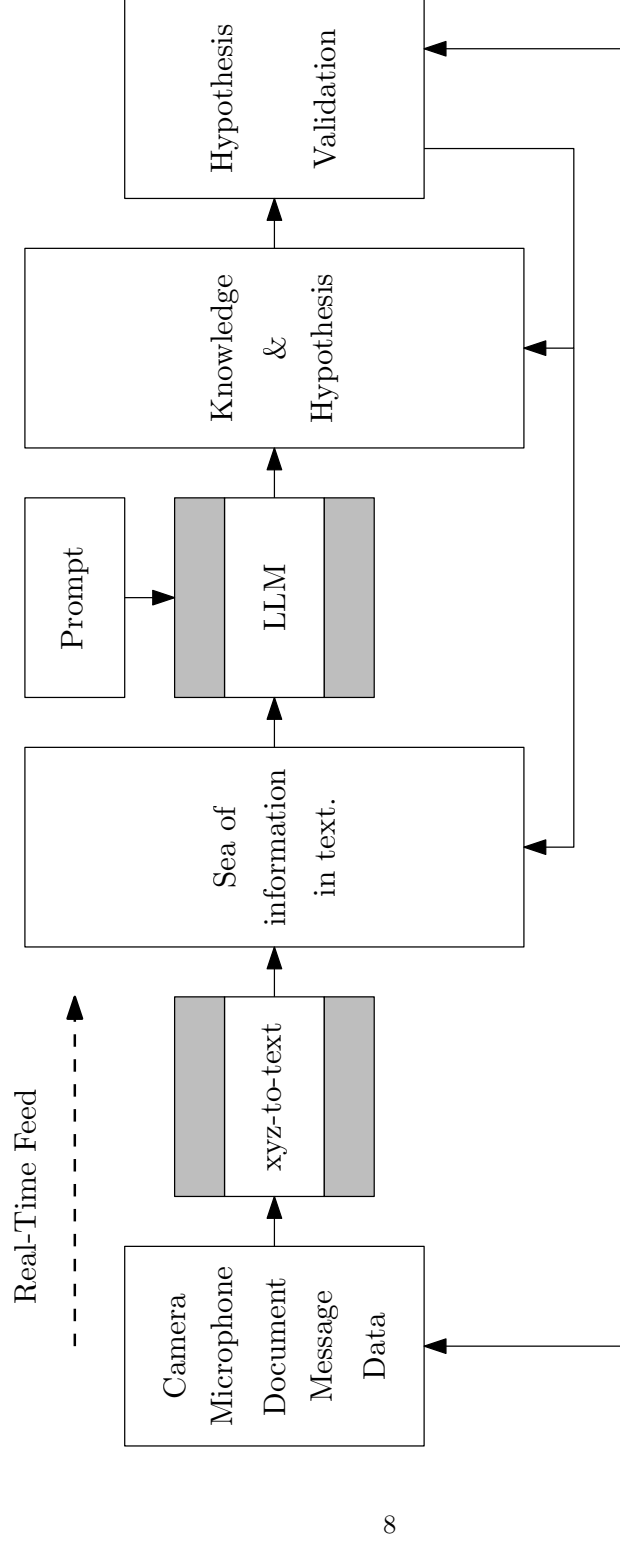 Real-Time Feed
Camera
Microphone
Document
Message
Data
xyz-to-text
Sea of
information
in text.
Prompt
LLM
Knowledge
&
Hypothesis
Hypothesis
Validation
8